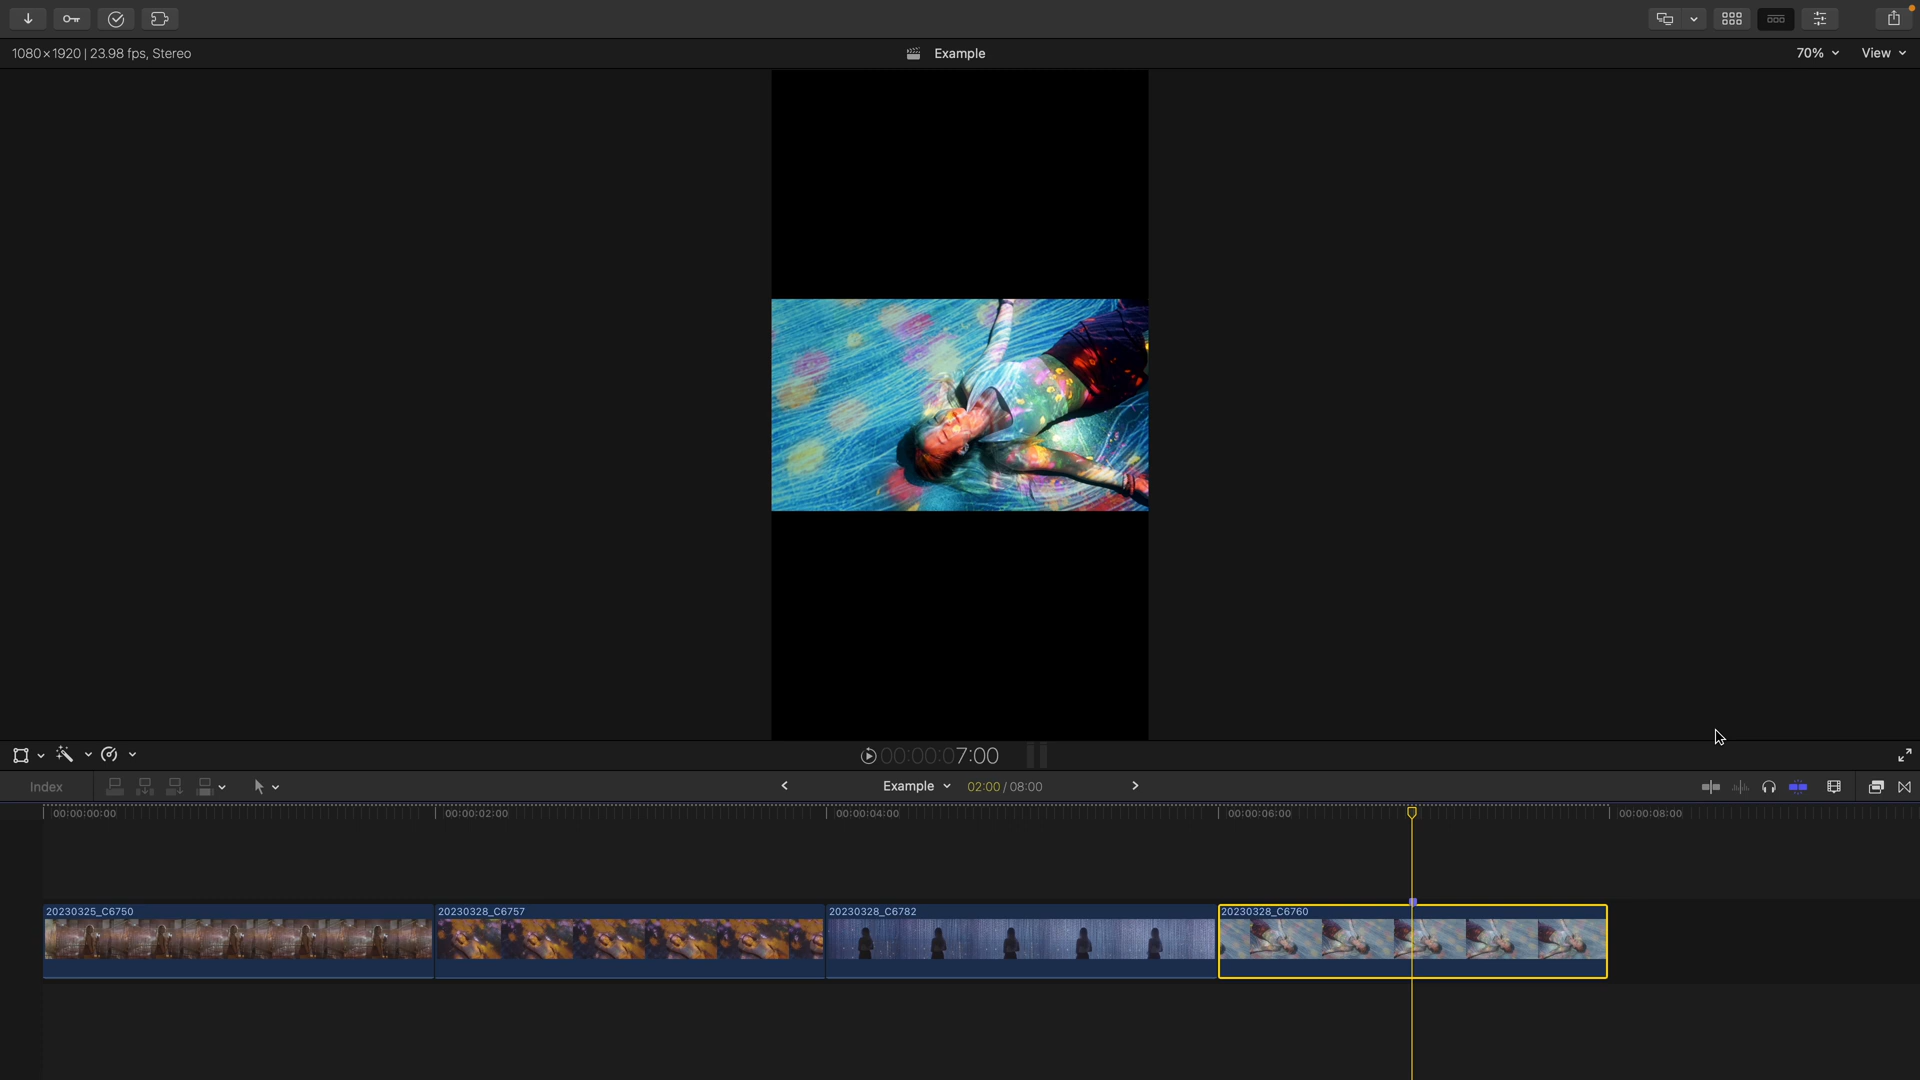 1080×1920 | 23.98 fps, Stereo
Example
70%
View
00:00:07:00
Index
Example
02:00 / 08:00
00:00:00:00
00:00:02:00
00:00:04:00
00:00:06:00
00:00:08:00
20230325_C6750
20230328_C6757
20230328_C6782
20230328_C6760